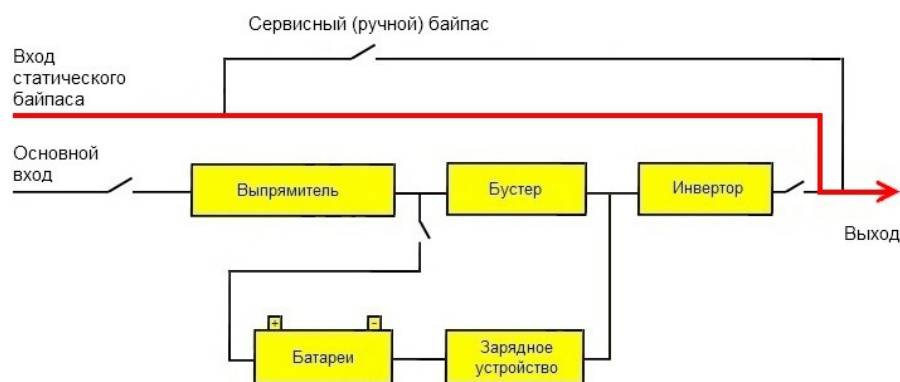 Сервисный (ручной) байпас
Вход
статического
байпаса
Основной
вход
Выпрямитель
Бустер
Инвертор
Выход
+
−
Батареи
Зарядное
устройство